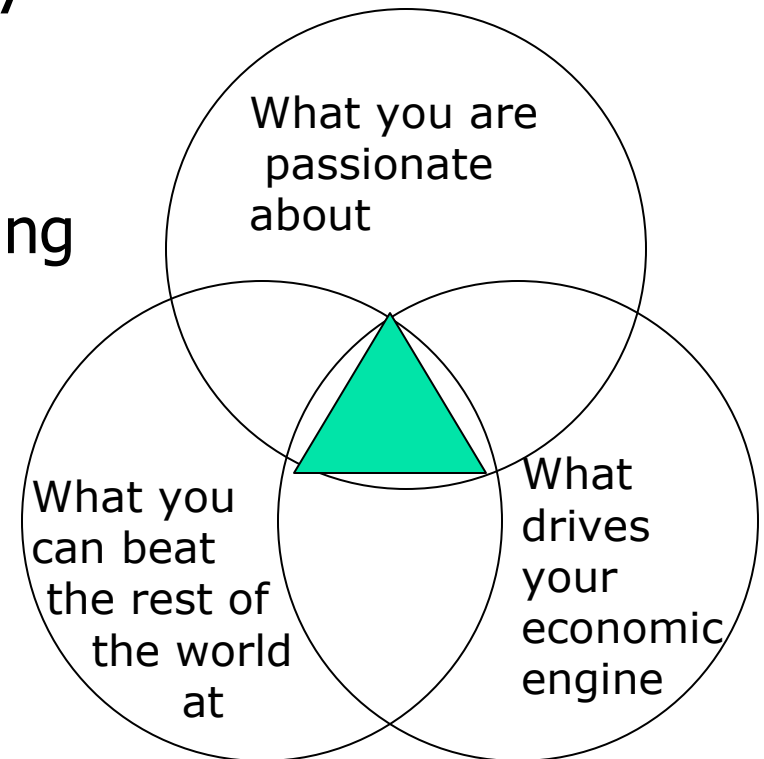 ng
What you are
passionate
about
What you
can beat
the rest of
the world
at
What
drives
your
economic
engine